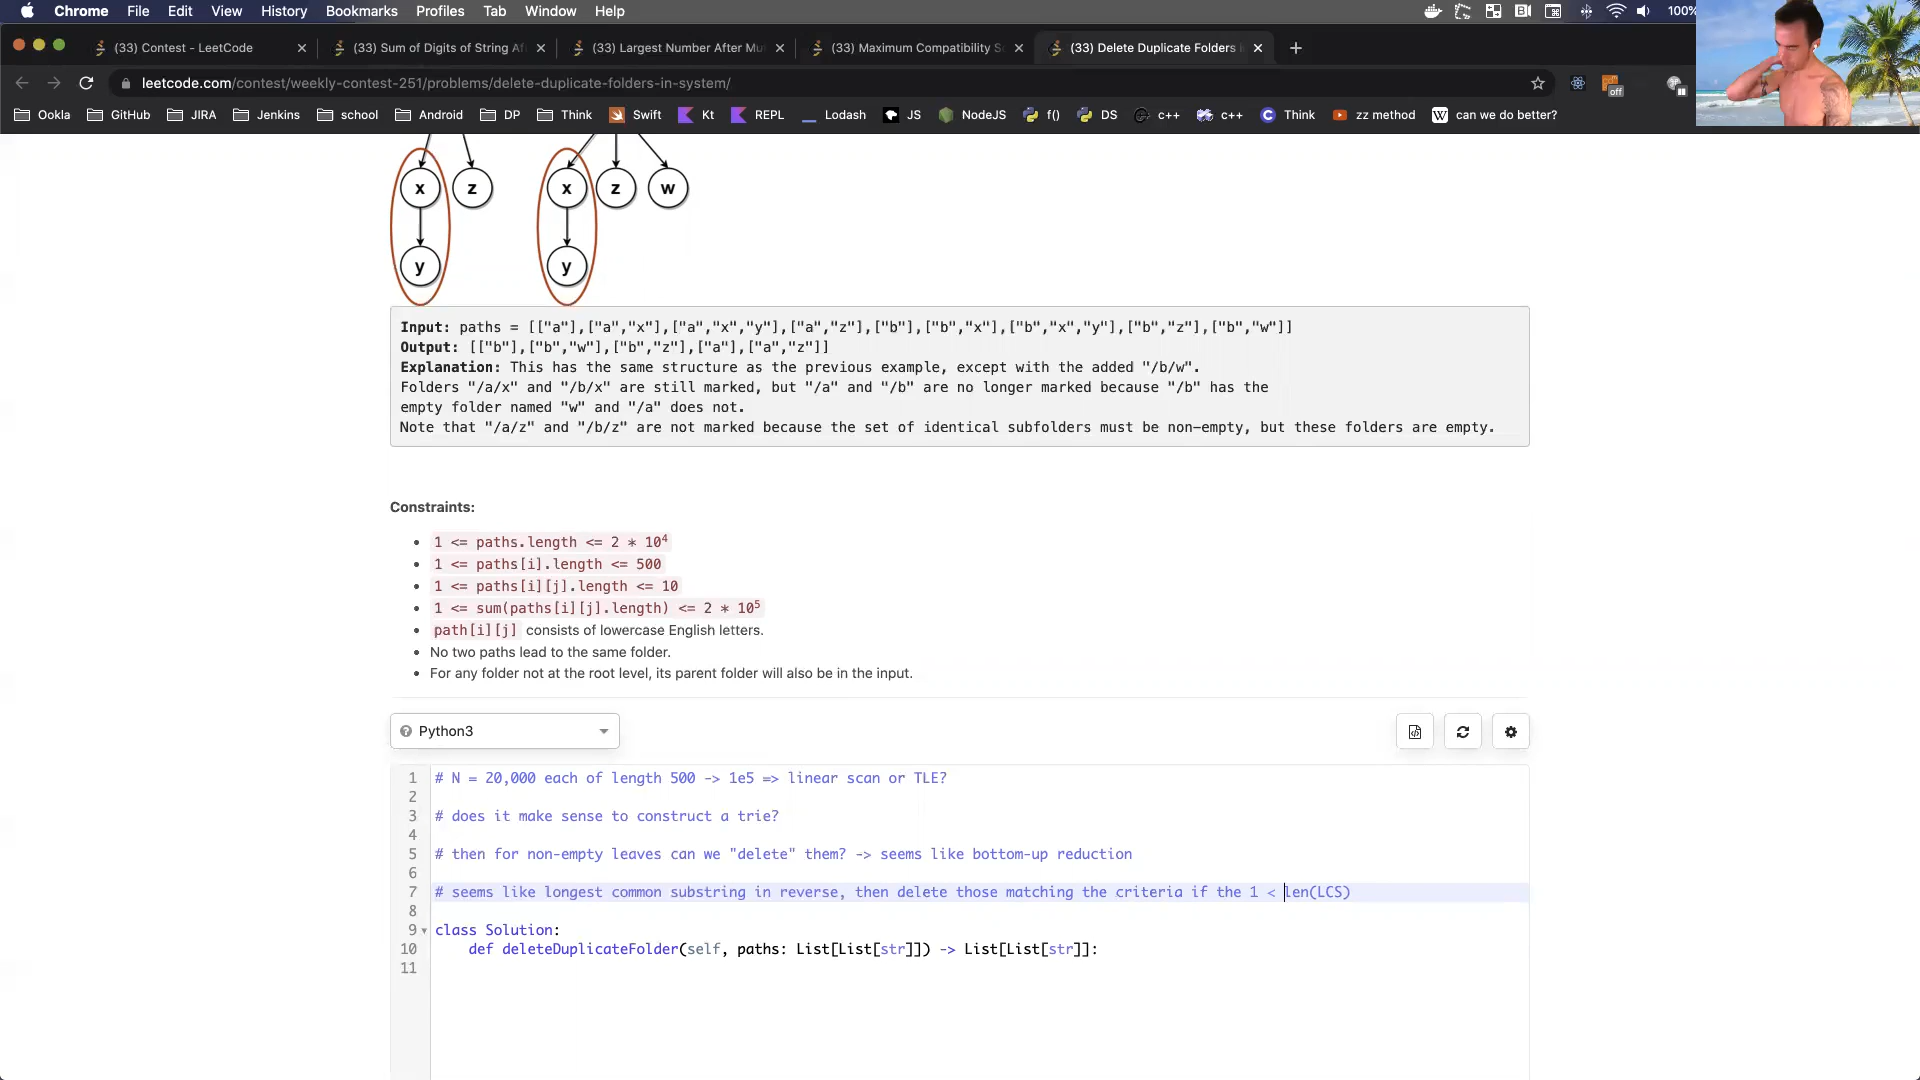 Chrome File Edit View History Bookmarks Profiles Tab Window Help 100%
(33) Contest - LeetCode (33) Sum of Digits of String Af (33) Largest Number After Mu (33) Maximum Compatibility S (33) Delete Duplicate Folders
leetcode.com/contest/weekly-contest-251/problems/delete-duplicate-folders-in-system/ off
Ookla GitHub JIRA Jenkins school Android DP Think Swift Kt REPL Lodash JS NodeJS f() DS c++ c++ Think zz method can we do better?
x z x z w
y y
Input: paths = [["a"],["a","x"],["a","x","y"],["a","z"],["b"],["b","x"],["b","x","y"],["b","z"],["b","w"]]
Output: [["b"],["b","w"],["b","z"],["a"],["a","z"]]
Explanation: This has the same structure as the previous example, except with the added "/b/w".
Folders "/a/x" and "/b/x" are still marked, but "/a" and "/b" are no longer marked because "/b" has the
empty folder named "w" and "/a" does not.
Note that "/a/z" and "/b/z" are not marked because the set of identical subfolders must be non-empty, but these folders are empty.
Constraints:
1 <= paths.length <= 2 * 10⁴
1 <= paths[i].length <= 500
1 <= paths[i][j].length <= 10
1 <= sum(paths[i][j].length) <= 2 * 10⁵
path[i][j] consists of lowercase English letters.
No two paths lead to the same folder.
For any folder not at the root level, its parent folder will also be in the input.
Python3
1 # N = 20,000 each of length 500 -> 1e5 => linear scan or TLE?
2
3 # does it make sense to construct a trie?
4
5 # then for non-empty leaves can we "delete" them? -> seems like bottom-up reduction
6
7 # seems like longest common substring in reverse, then delete those matching the criteria if the 1 < len(LCS)
8
9 class Solution:
10 def deleteDuplicateFolder(self, paths: List[List[str]]) -> List[List[str]]:
11